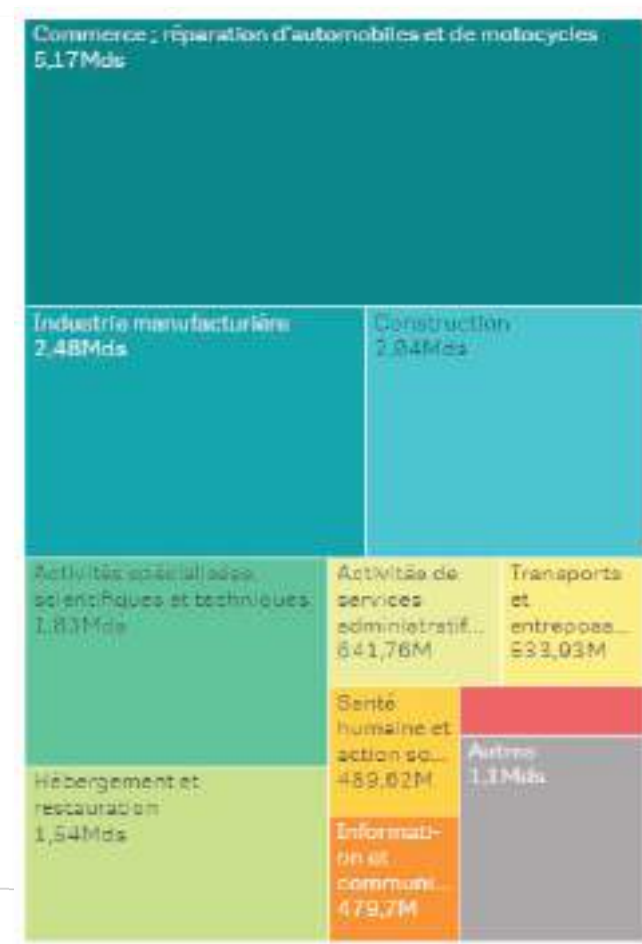 Commerce ; réparation d'automobiles et de motocycles
5,17Mds
Industrie manufacturière
2,48Mds
Construction
2,04Mds
Activités spécialisées,
scientifiques et techniques
1,83Mds
Activités de
services
administratif...
641,76M
Transports
et
entreposa...
533,93M
Santé
humaine et
action so...
489,62M
Autres
1,1Mds
Hébergement et
restauration
1,54Mds
Informati-
on et
communi...
479,7M